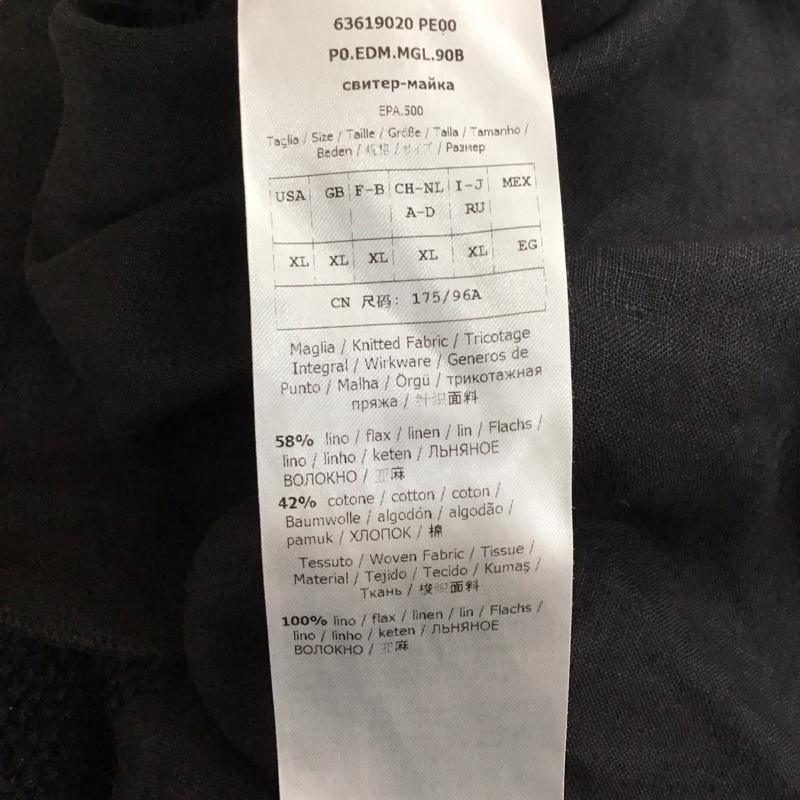 63619020 PE00
P0.EDM.MGL.90B
свитер-майка
EPA.500
Taglia / Size / Taille / Größe / Talla / Tamanho /
Beden / 规格 / サイズ / Размер
USA GB F-B CH-NL I-J MEX
A-D RU
XL XL XL XL XL EG
CN 尺码: 175/96A
Maglia / Knitted Fabric / Tricotage
Integral / Wirkware / Generos de
Punto / Malha / Örgü / трикотажная
пряжа / 针织面料
58% lino / flax / linen / lin / Flachs /
lino / linho / keten / ЛЬНЯНОЕ
ВОЛОКНО / 亚麻
42% cotone / cotton / coton /
Baumwolle / algodón / algodão /
pamuk / ХЛОПОК / 棉
Tessuto / Woven Fabric / Tissue /
Material / Tejido / Tecido / Kumaş /
Ткань / 梭织面料
100% lino / flax / linen / lin / Flachs /
lino / linho / keten / ЛЬНЯНОЕ
ВОЛОКНО / 亚麻